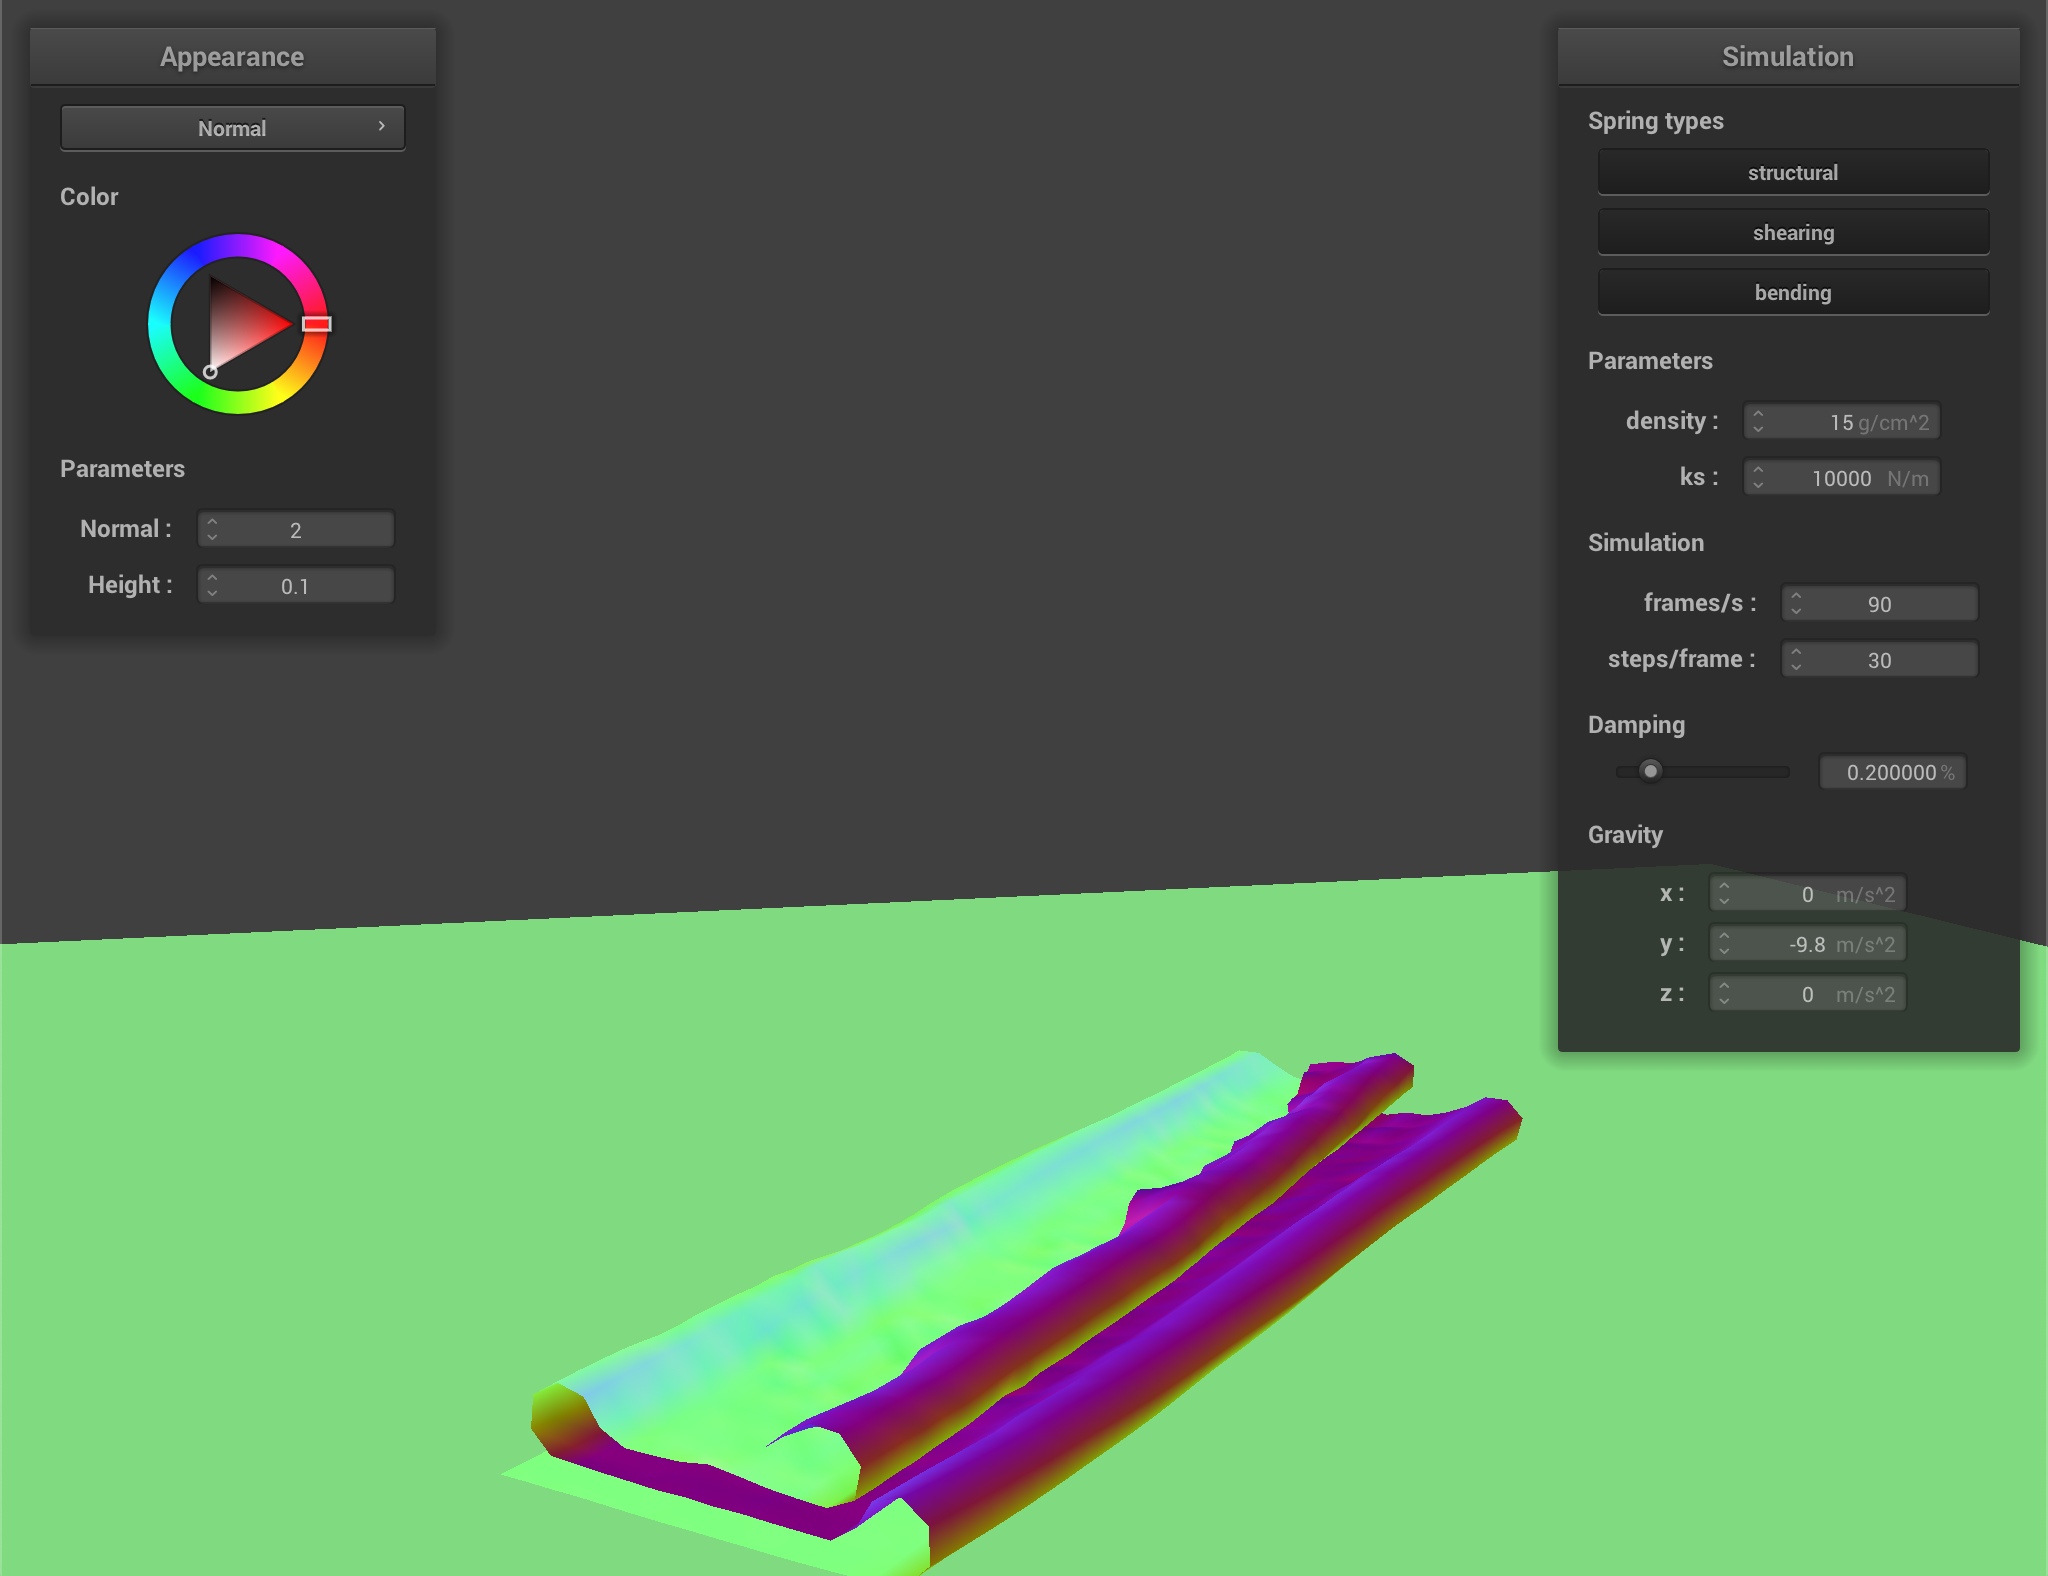 Appearance
Normal
Color
Parameters
Normal : 2
Height : 0.1
Simulation
Spring types
structural
shearing
bending
Parameters
density : 15 g/cm^2
ks : 10000 N/m
Simulation
frames/s : 90
steps/frame : 30
Damping
0.200000 %
Gravity
x : 0 m/s^2
y : -9.8 m/s^2
z : 0 m/s^2